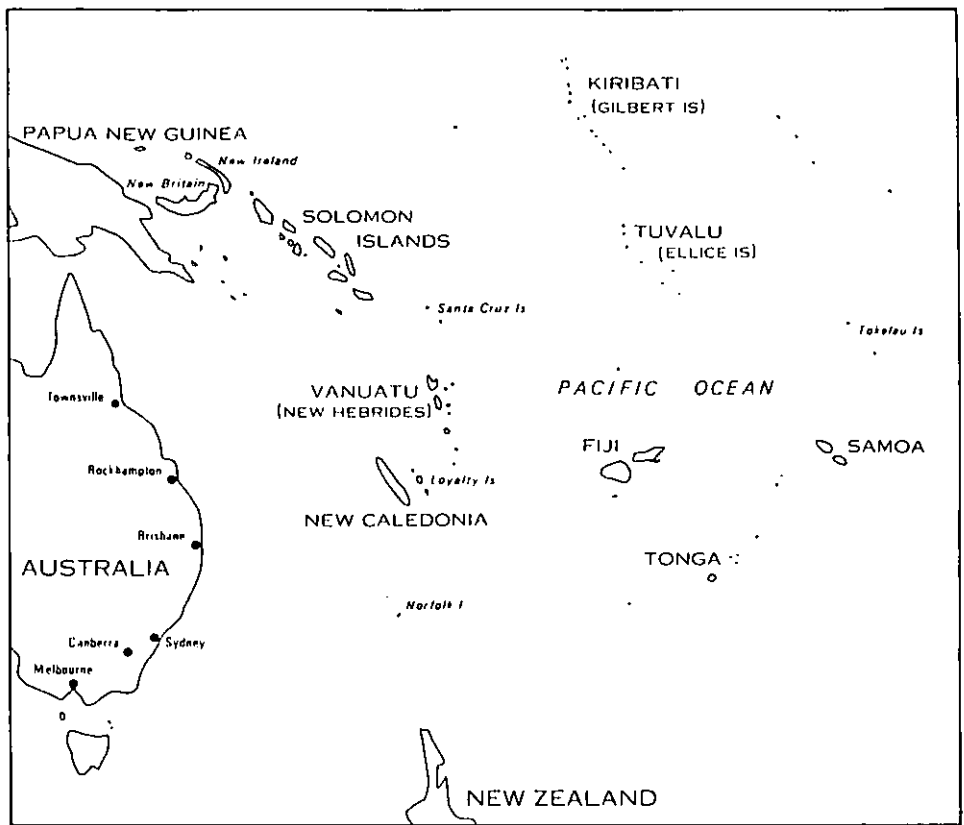 KIRIBATI
(GILBERT IS)
PAPUA NEW GUINEA
New Ireland
New Britain
SOLOMON
ISLANDS
TUVALU
(ELLICE IS)
Santa Cruz Is
Tokelau Is
VANUATU
(NEW HEBRIDES)
PACIFIC OCEAN
Townsville
FIJI
SAMOA
Rockhampton
Loyalty Is
NEW CALEDONIA
Brisbane
AUSTRALIA
TONGA
Norfolk I
Canberra
Sydney
Melbourne
NEW ZEALAND